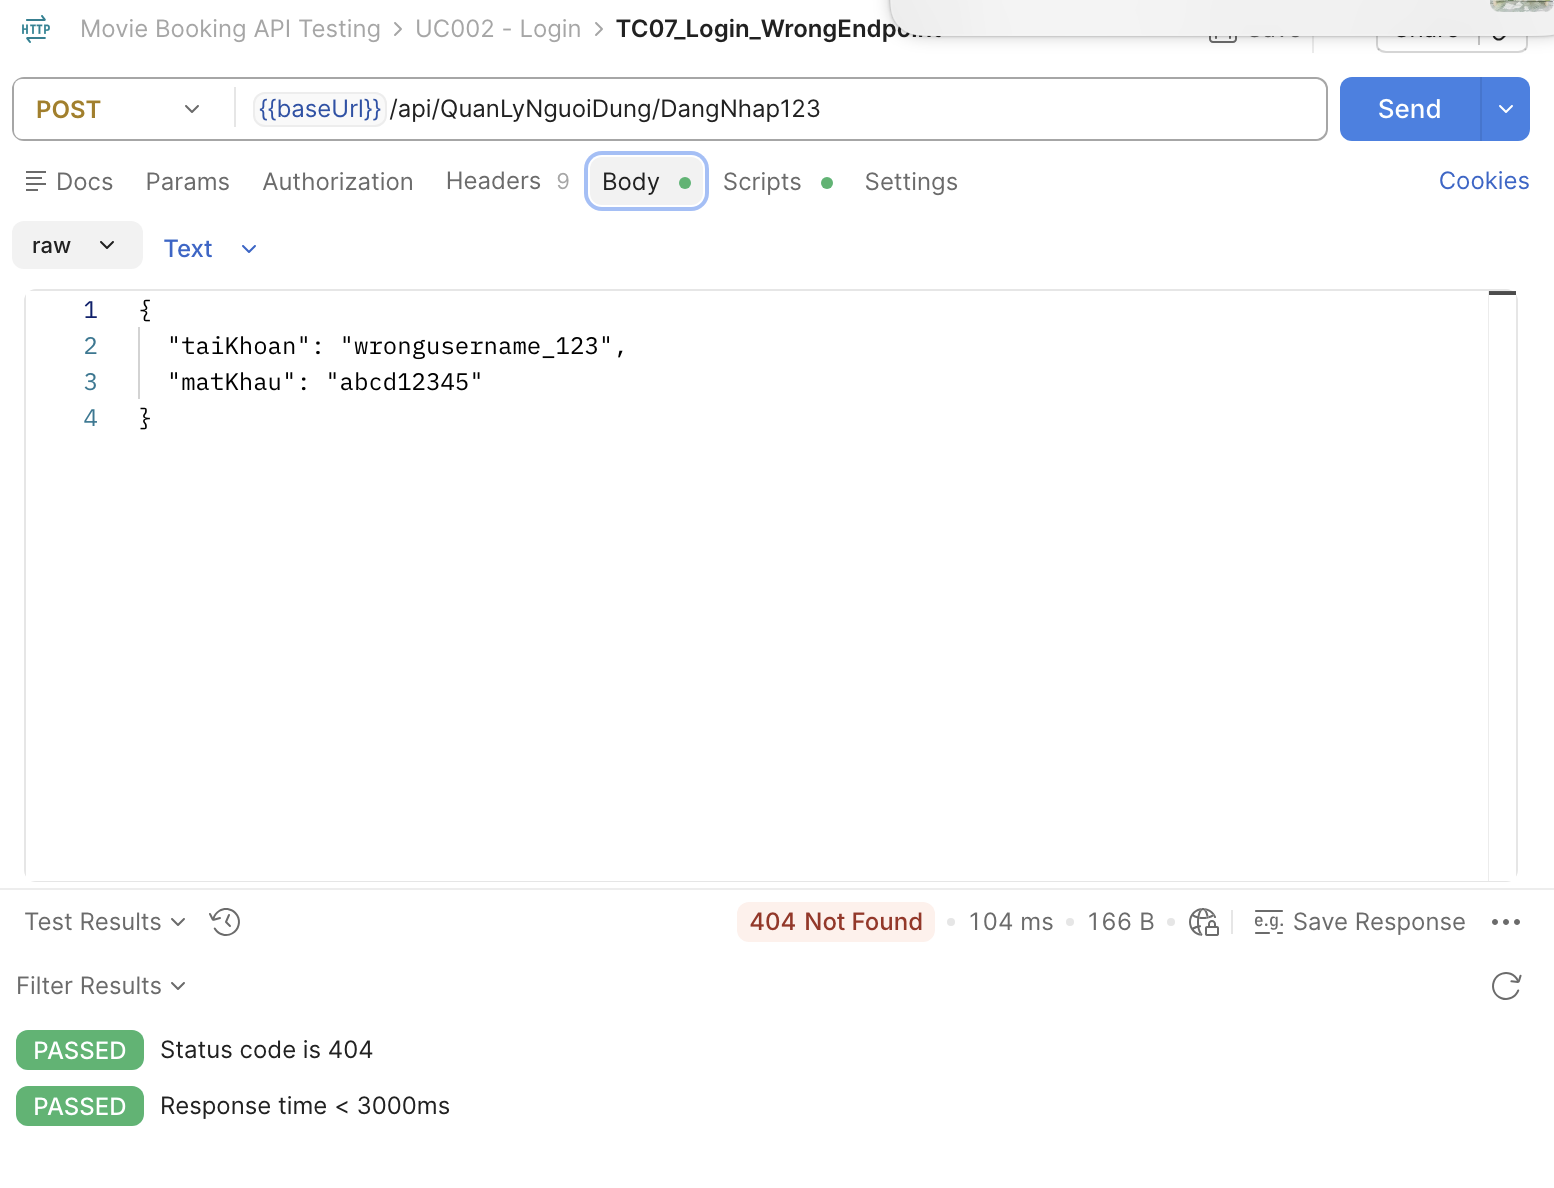 HTTP Movie Booking API Testing > UC002 - Login >
POST {{baseUrl}}/api/QuanLyNguoiDung/DangNhap123 Send
Docs Params Authorization Headers 9 Body Scripts Settings Cookies
raw Text
1 {
2 "taiKhoan": "wrongusername_123",
3 "matKhau": "abcd12345"
4 }
Test Results 404 Not Found • 104 ms • 166 B • e.g. Save Response
Filter Results
PASSED Status code is 404
PASSED Response time < 3000ms